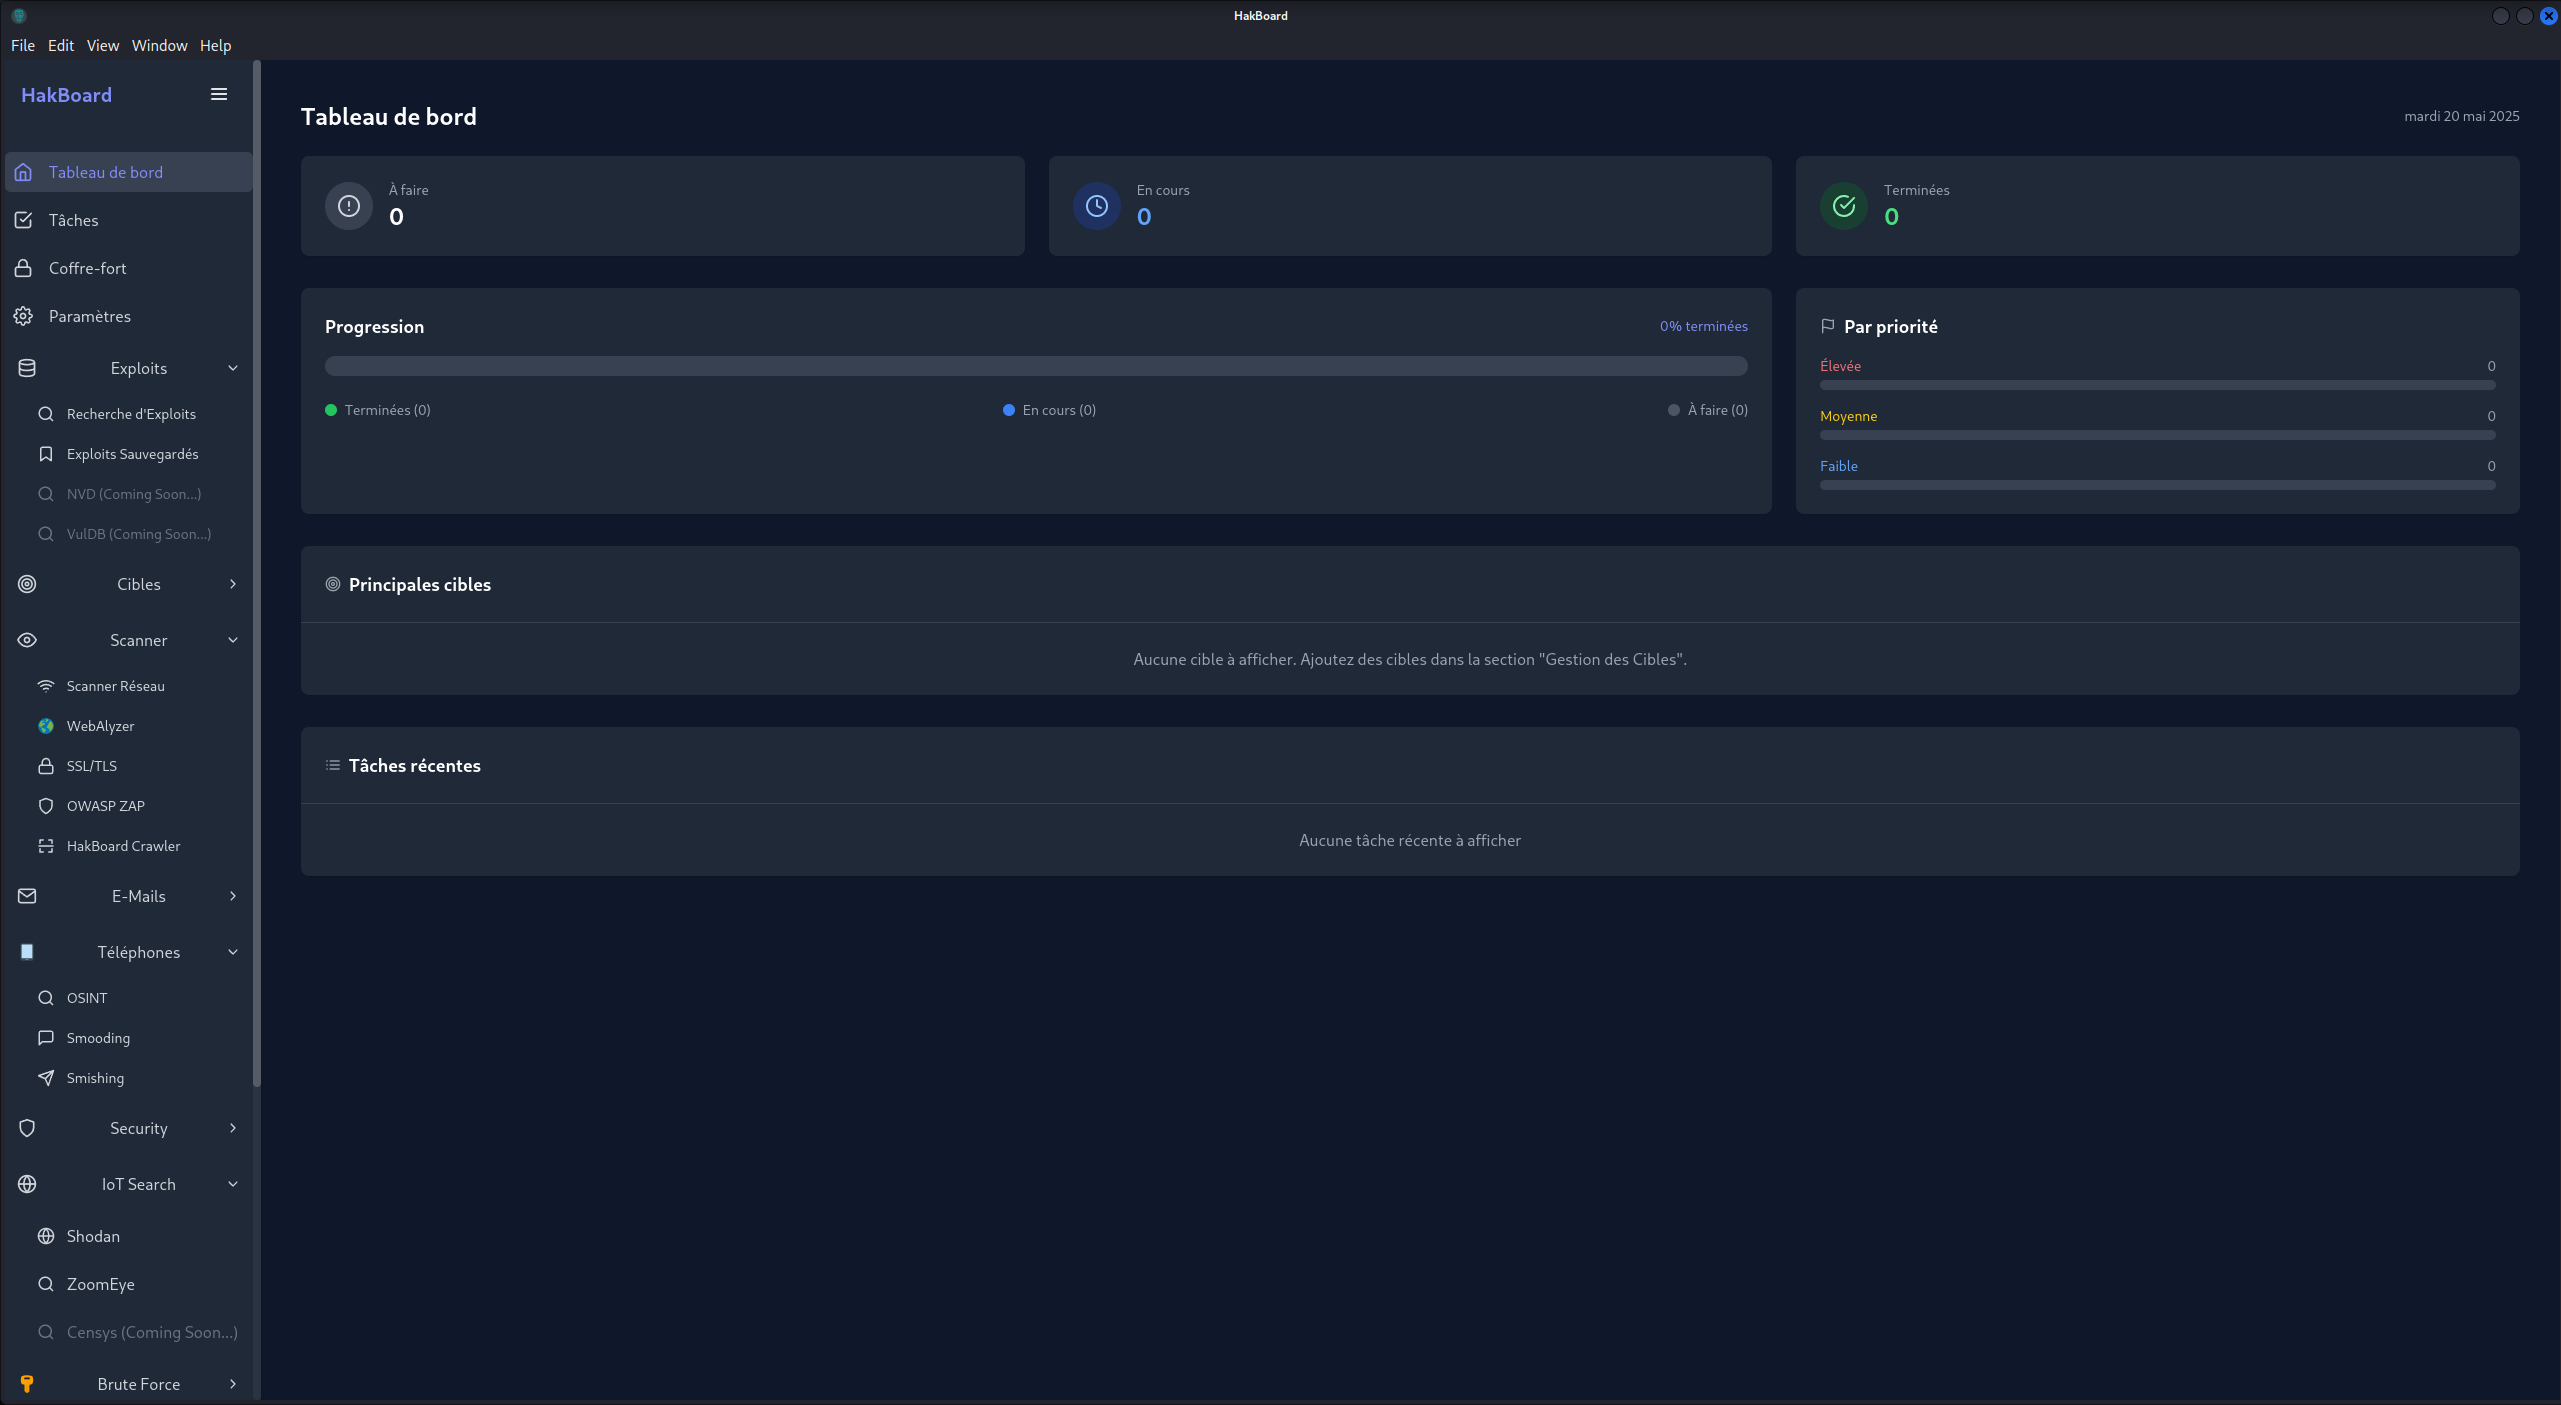 HakBoard
File Edit View Window Help
HakBoard
Tableau de bord
Tâches
Coffre-fort
Paramètres
Exploits
Recherche d'Exploits
Exploits Sauvegardés
NVD (Coming Soon...)
VulDB (Coming Soon...)
Cibles
Scanner
Scanner Réseau
WebAlyzer
SSL/TLS
OWASP ZAP
HakBoard Crawler
E-Mails
Téléphones
OSINT
Smooding
Smishing
Security
IoT Search
Shodan
ZoomEye
Censys (Coming Soon...)
Brute Force
Tableau de bord
mardi 20 mai 2025
À faire
0
En cours
0
Terminées
0
Progression
0% terminées
Terminées (0)
En cours (0)
À faire (0)
Par priorité
Élevée 0
Moyenne 0
Faible 0
Principales cibles
Aucune cible à afficher. Ajoutez des cibles dans la section "Gestion des Cibles".
Tâches récentes
Aucune tâche récente à afficher